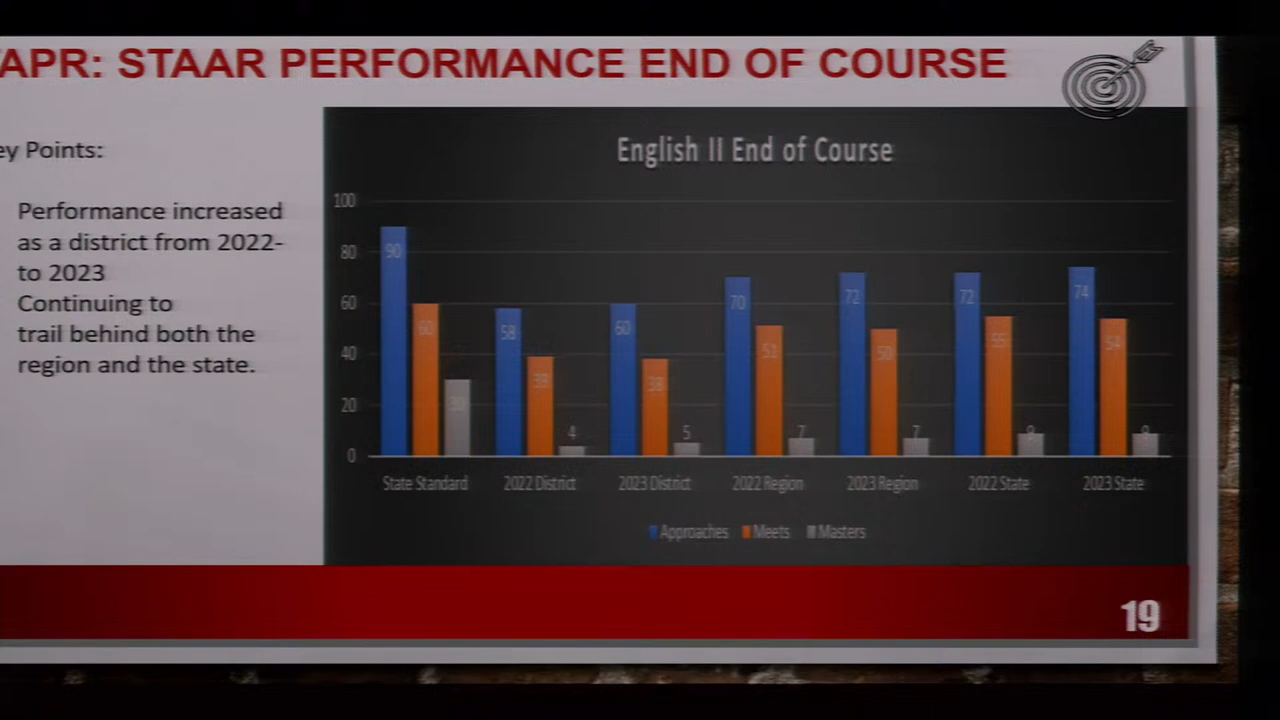 APR: STAAR PERFORMANCE END OF COURSE
ey Points:
Performance increased
as a district from 2022-
to 2023
Continuing to
trail behind both the
region and the state.
English II End of Course
100
80
60
40
20
0
90
60
30
58
39
4
60
38
5
70
51
7
72
50
7
72
55
9
74
54
9
State Standard 2022 District 2023 District 2022 Region 2023 Region 2022 State 2023 State
Approaches Meets Masters
19